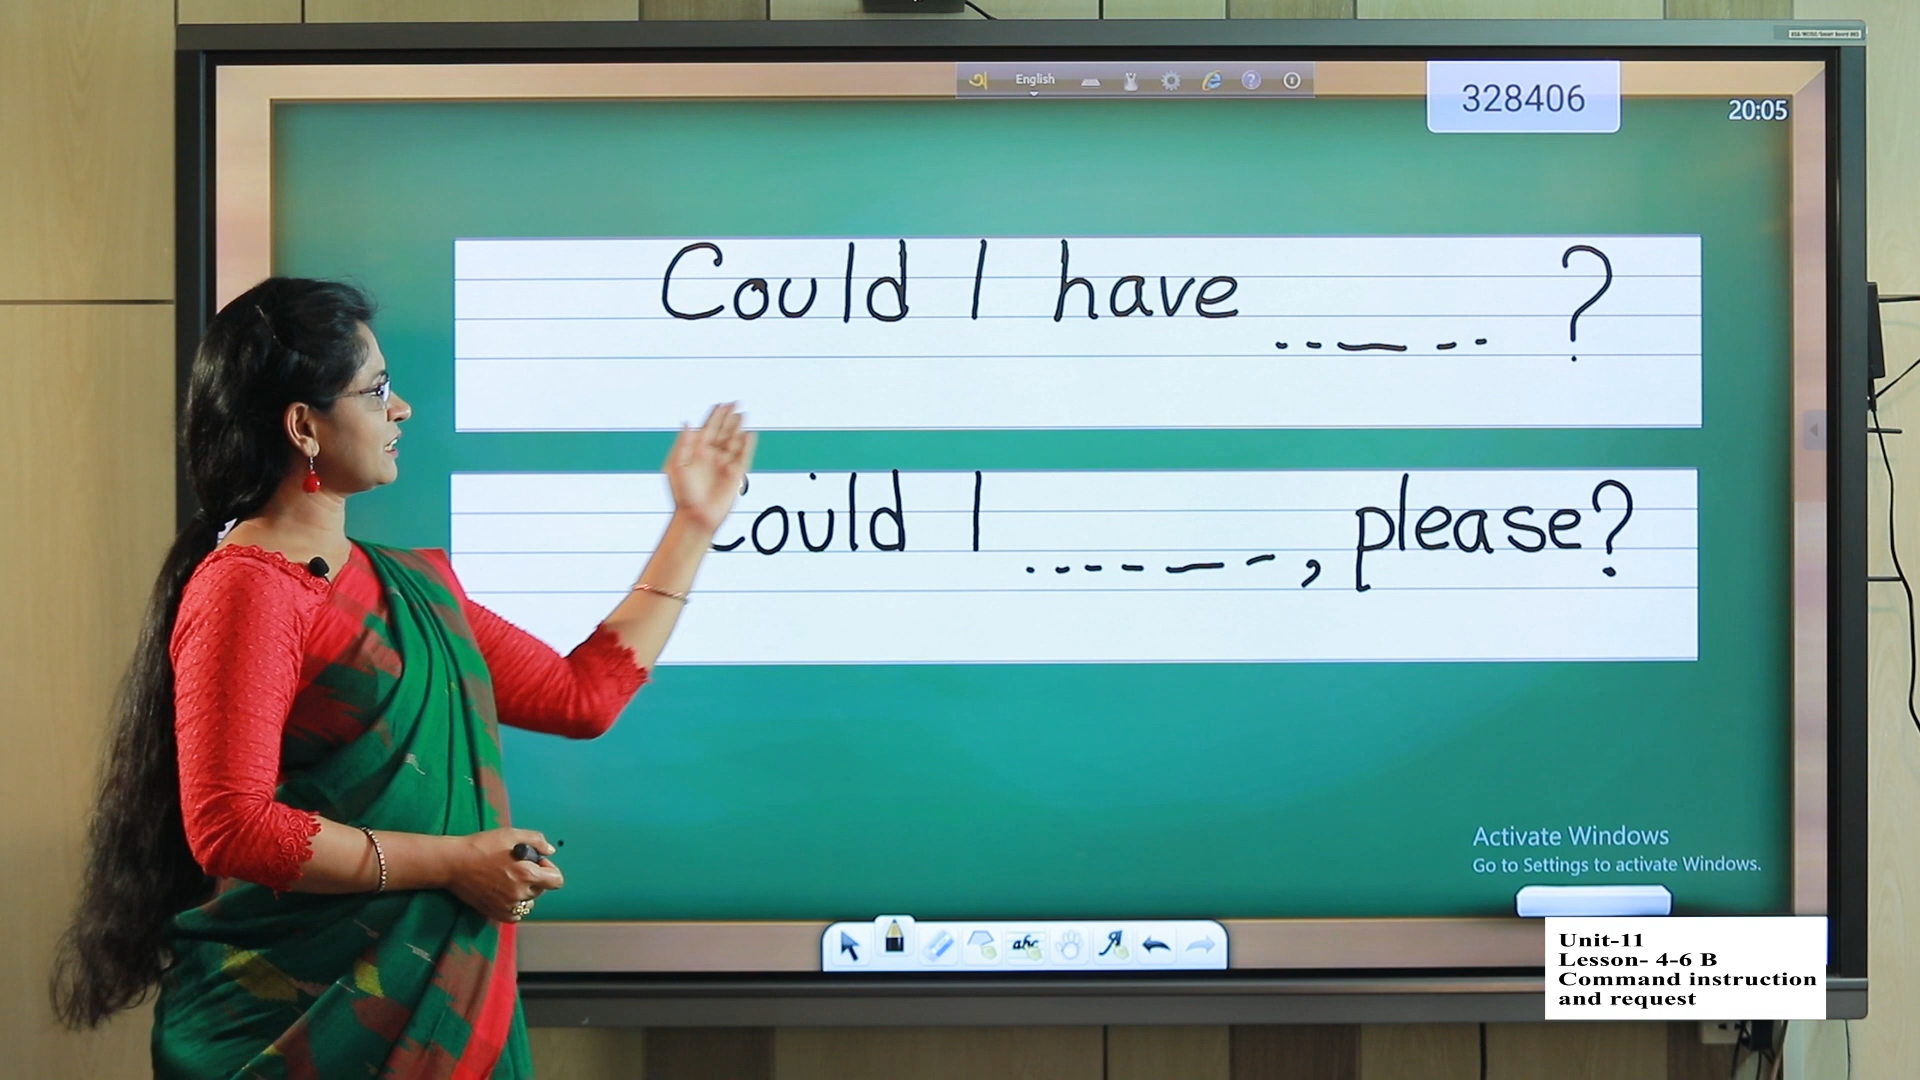 English
328406
20:05
Could I have ?
Could I , please?
abc
Activate Windows
Go to Settings to activate Windows.
Unit-11
Lesson- 4-6 B
Command instruction
and request